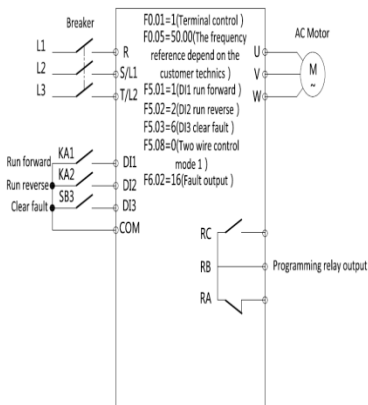 Breaker
L1
L2
L3
R
S/L1
T/L2
F0.01=1(Terminal control)
F0.05=50.00(The frequency
reference depend on the
customer technics )
F5.01=1(DI1 run forward)
F5.02=2(DI2 run reverse)
F5.03=6(DI3 clear fault)
F5.08=0(Two wire control
mode 1 )
F6.02=16(Fault output )
AC Motor
U
V
W
M
~
KA1
Run forward
DI1
KA2
Run reverse
DI2
SB3
Clear fault
DI3
COM
RC
RB
Programming relay output
RA